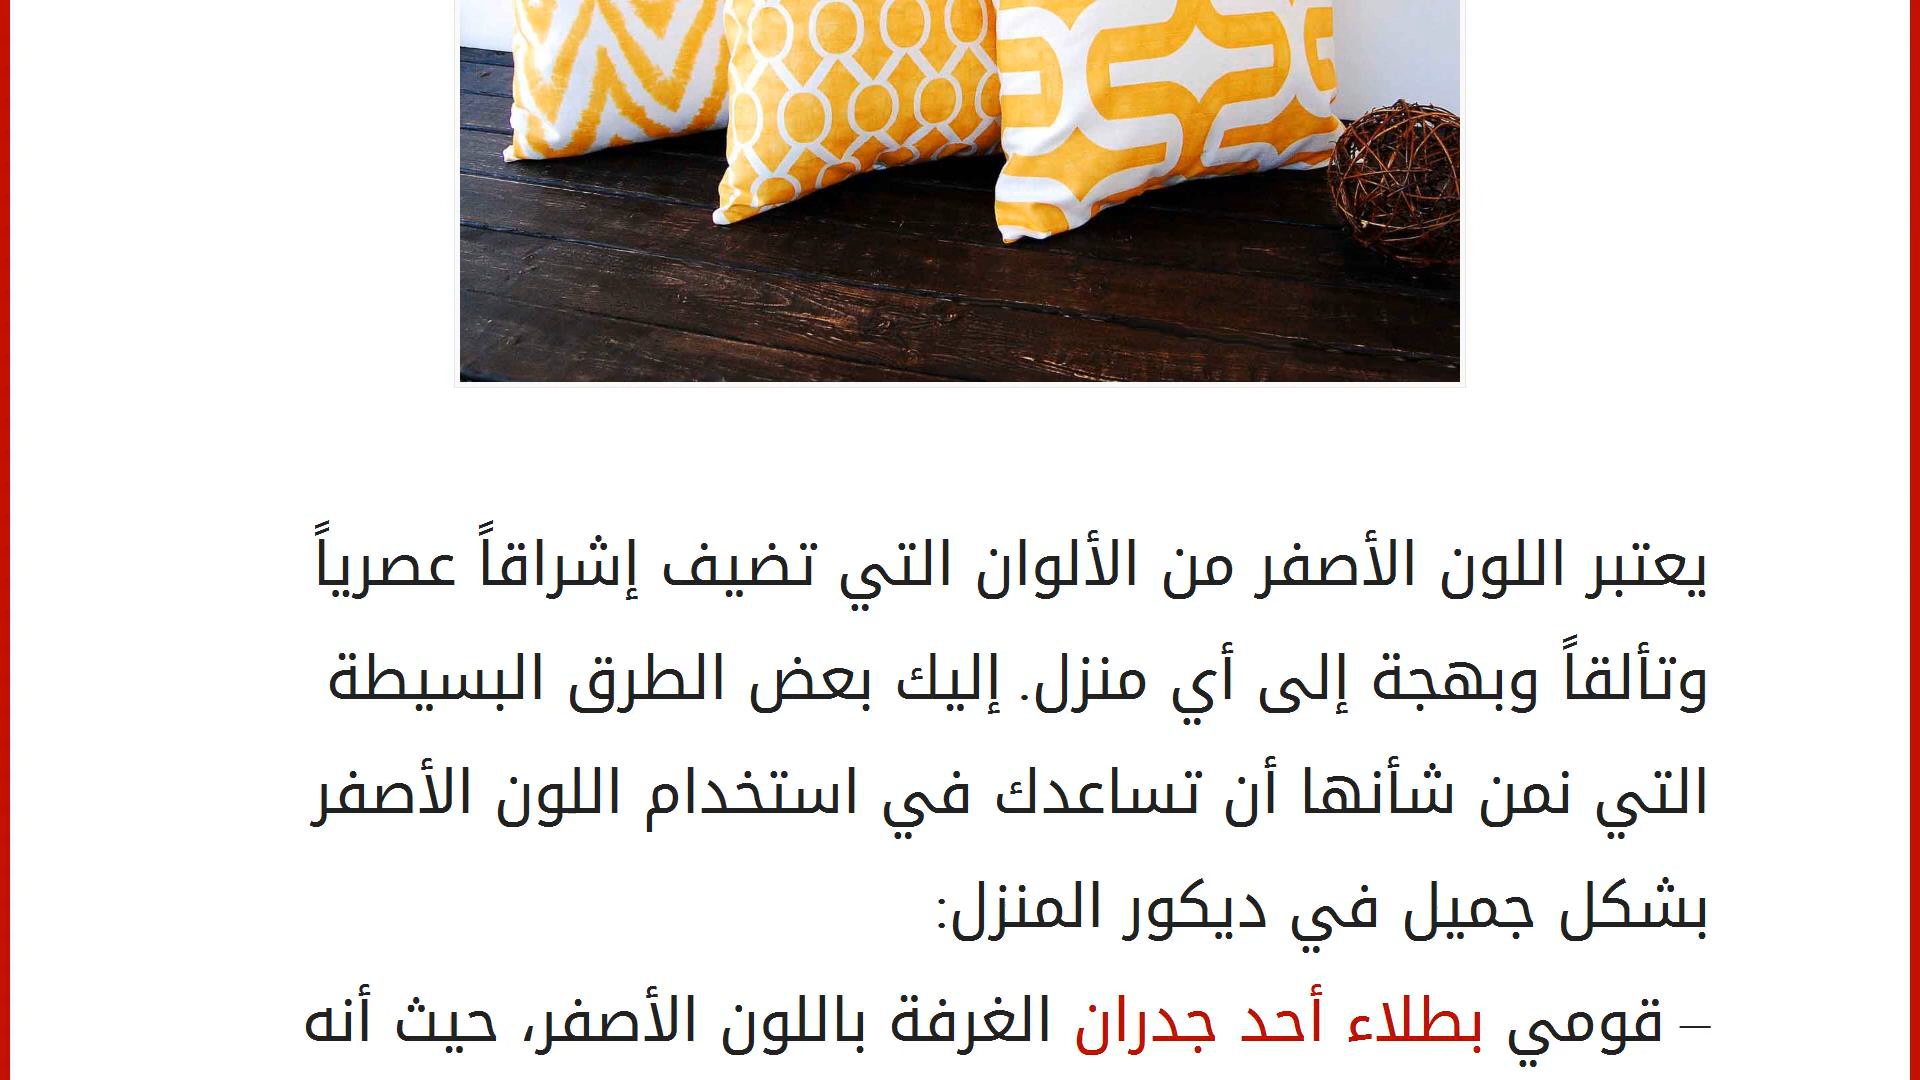 يعتبر اللون الأصفر من الألوان التي تضيف إشراقاً عصرياً
وتألقاً وبهجة إلى أي منزل. إليك بعض الطرق البسيطة
التي نمن شأنها أن تساعدك في استخدام اللون الأصفر
بشكل جميل في ديكور المنزل:
– قومي بطلاء أحد جدران الغرفة باللون الأصفر، حيث أنه